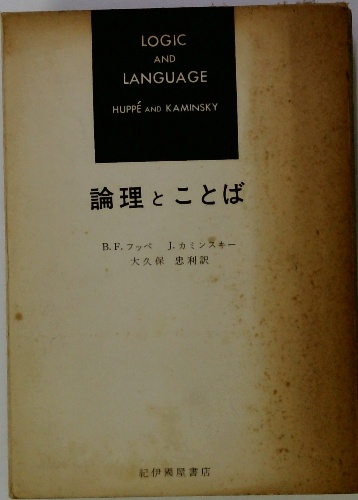 LOGIC
AND
LANGUAGE
HUPPÉ AND KAMINSKY
論理とことば
B.F.フッペ J.カミンスキー
大久保 忠利訳
紀伊國屋書店